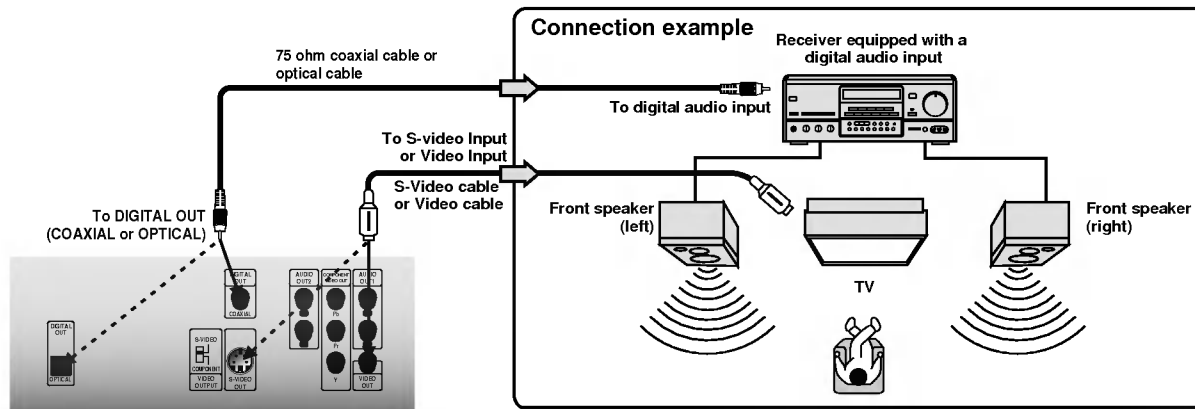 Connection example
Receiver equipped with a
digital audio input
75 ohm coaxial cable or
optical cable
To digital audio input
To S-video Input
or Video Input
S-Video cable
or Video cable
To DIGITAL OUT
(COAXIAL or OPTICAL)
Front speaker
(left)
Front speaker
(right)
TV
DIGITAL
OUT
COAXIAL
AUDIO
OUT2
COMPONENT
VIDEO OUT
AUDIO
OUT1
Pb
Pr
Y
VIDEO
OUT
DIGITAL
OUT
OPTICAL
S-VIDEO
COMPONENT
VIDEO
OUTPUT
S-VIDEO
OUT